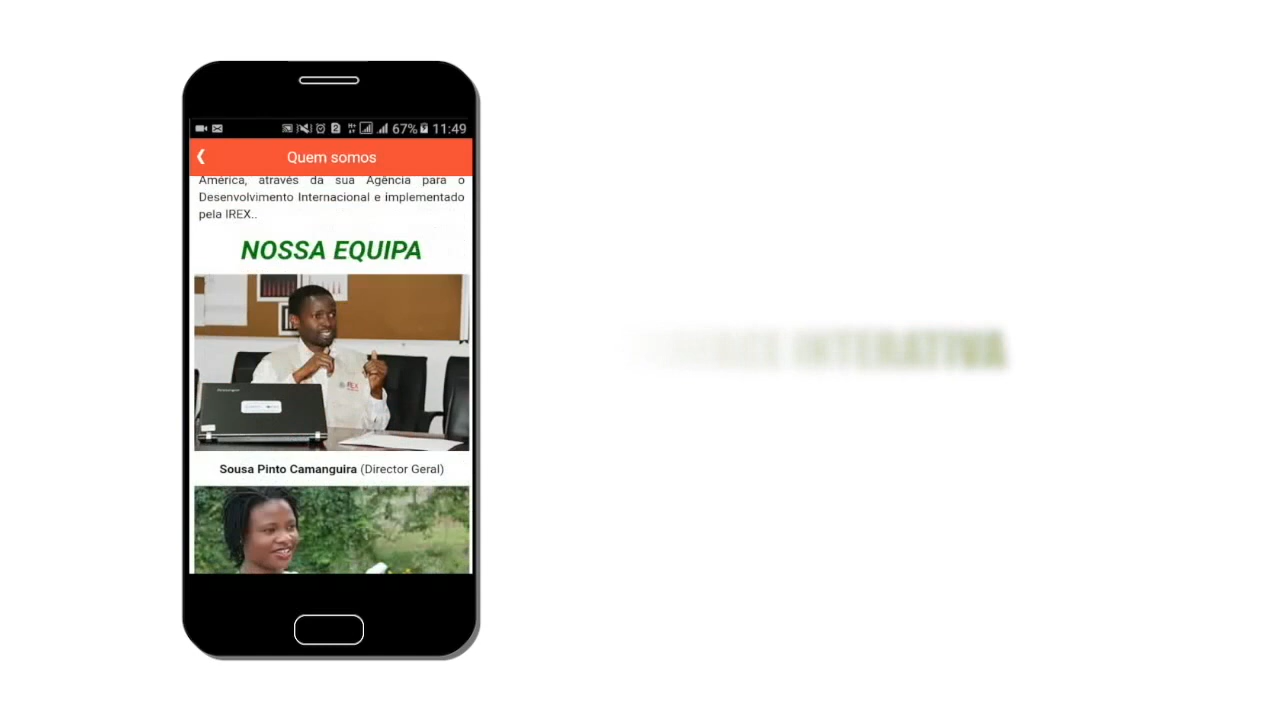 67% 11:49
Quem somos
América, através da sua Agência para o
Desenvolvimento Internacional e implementado
pela IREX..
NOSSA EQUIPA
Sousa Pinto Camanguira (Director Geral)
INTERATIVA